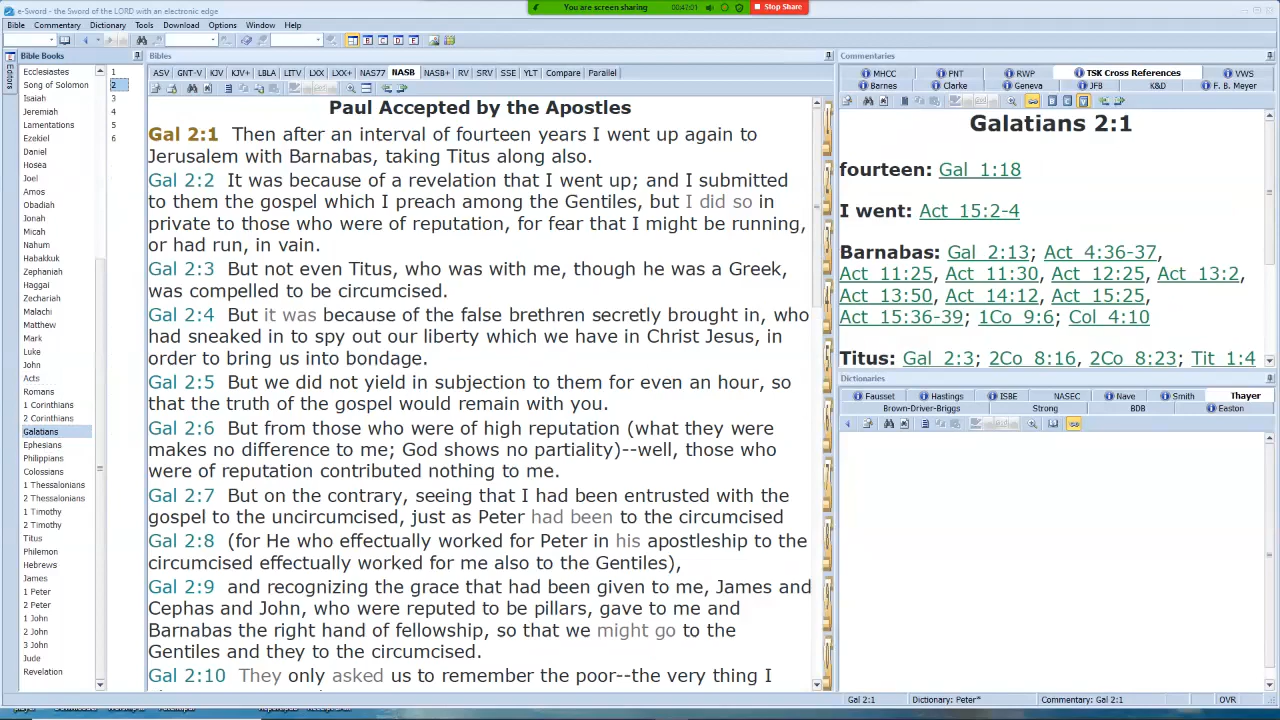 e-Sword - the Sword of the LORD with an electronic edge
You are screen sharing
Stop Share
Bible Commentary Dictionary Tools Download Options Window Help
Editors
Bible Books
Ecclesiastes
Song of Solomon
Isaiah
Jeremiah
Lamentations
Ezekiel
Daniel
Hosea
Joel
Amos
Obadiah
Jonah
Micah
Nahum
Habakkuk
Zephaniah
Haggai
Zechariah
Malachi
Matthew
Mark
Luke
John
Acts
Romans
1 Corinthians
2 Corinthians
Galatians
Ephesians
Philippians
Colossians
1 Thessalonians
2 Thessalonians
1 Timothy
2 Timothy
Titus
Philemon
Hebrews
James
1 Peter
2 Peter
1 John
2 John
3 John
Jude
Revelation
1
2
3
4
5
6
Bibles
ASV GNT-V KJV KJV+ LBLA LITV LXX LXX+ NAS77 NASB NASB+ RV SRV SSE YLT Compare Parallel
Paul Accepted by the Apostles
Gal 2:1 Then after an interval of fourteen years I went up again to
Jerusalem with Barnabas, taking Titus along also.
Gal 2:2 It was because of a revelation that I went up; and I submitted
to them the gospel which I preach among the Gentiles, but I did so in
private to those who were of reputation, for fear that I might be running,
or had run, in vain.
Gal 2:3 But not even Titus, who was with me, though he was a Greek,
was compelled to be circumcised.
Gal 2:4 But it was because of the false brethren secretly brought in, who
had sneaked in to spy out our liberty which we have in Christ Jesus, in
order to bring us into bondage.
Gal 2:5 But we did not yield in subjection to them for even an hour, so
that the truth of the gospel would remain with you.
Gal 2:6 But from those who were of high reputation (what they were
makes no difference to me; God shows no partiality)--well, those who
were of reputation contributed nothing to me.
Gal 2:7 But on the contrary, seeing that I had been entrusted with the
gospel to the uncircumcised, just as Peter had been to the circumcised
Gal 2:8 (for He who effectually worked for Peter in his apostleship to the
circumcised effectually worked for me also to the Gentiles),
Gal 2:9 and recognizing the grace that had been given to me, James and
Cephas and John, who were reputed to be pillars, gave to me and
Barnabas the right hand of fellowship, so that we might go to the
Gentiles and they to the circumcised.
Gal 2:10 They only asked us to remember the poor--the very thing I
Commentaries
MHCC PNT RWP TSK Cross References VWS
Barnes Clarke Geneva JFB K&D F. B. Meyer
Galatians 2:1
fourteen: Gal 1:18
I went: Act 15:2-4
Barnabas: Gal 2:13; Act 4:36-37,
Act 11:25, Act 11:30, Act 12:25, Act 13:2,
Act 13:50, Act 14:12, Act 15:25,
Act 15:36-39; 1Co 9:6; Col 4:10
Titus: Gal 2:3; 2Co 8:16, 2Co 8:23; Tit 1:4
Dictionaries
Fausset Hastings ISBE NASEC Nave Smith Thayer
Brown-Driver-Briggs Strong BDB Easton
Gal 2:1 Dictionary: Peter* Commentary: Gal 2:1 OVR